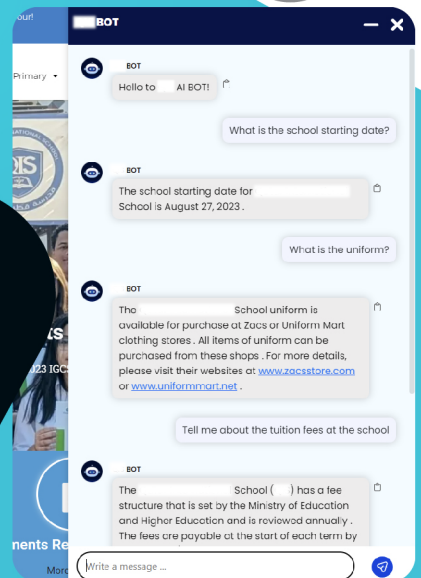 our!
BOT
Primary
BOT
Hello to AI BOT!
What is the school starting date?
BOT
The school starting date for
School is August 27, 2023 .
What is the uniform?
BOT
The School uniform is
available for purchase at Zacs or Uniform Mart
clothing stores . All items of uniform can be
purchased from these shops . For more details,
please visit their websites at www.zacsstore.com
or www.uniformmart.net .
Tell me about the tuition fees at the school
BOT
The School ( ) has a fee
structure that is set by the Ministry of Education
and Higher Education and is reviewed annually .
The fees are payable at the start of each term by
Write a message ...